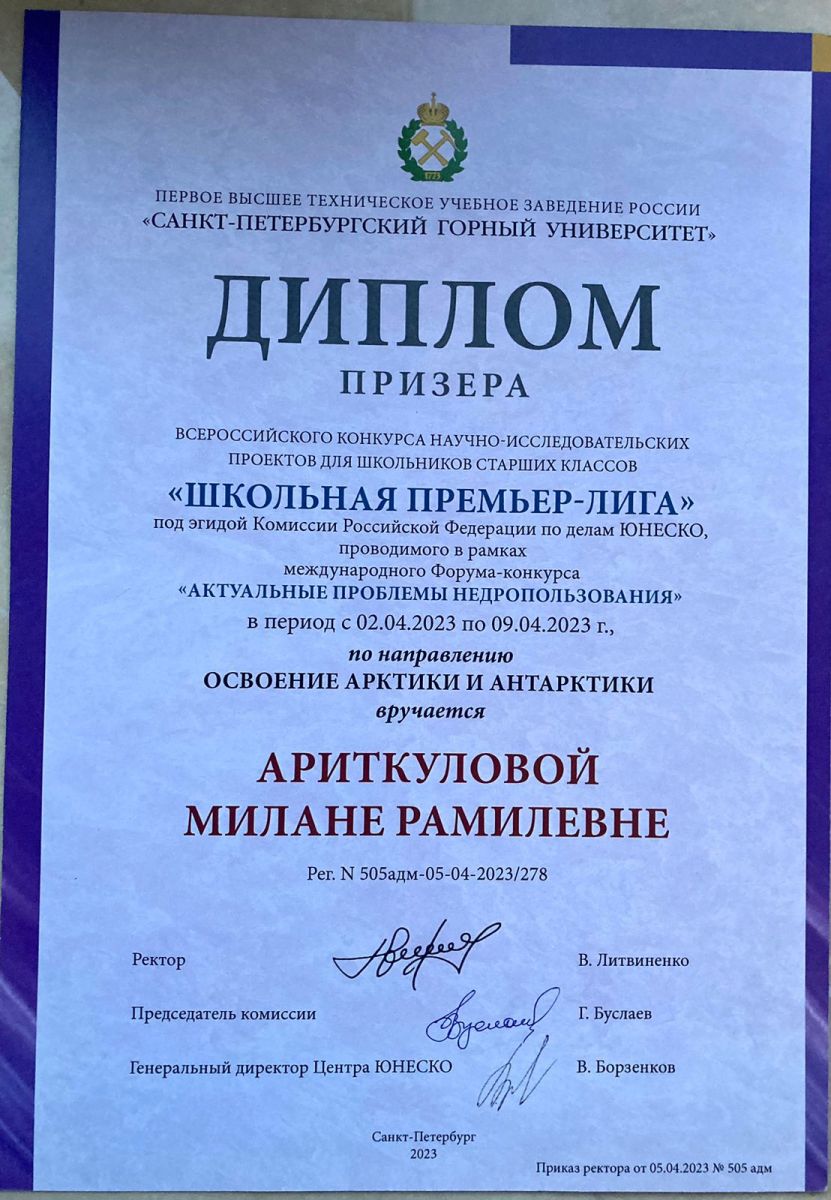 1773
ПЕРВОЕ ВЫСШЕЕ ТЕХНИЧЕСКОЕ УЧЕБНОЕ ЗАВЕДЕНИЕ РОССИИ
«САНКТ-ПЕТЕРБУРГСКИЙ ГОРНЫЙ УНИВЕРСИТЕТ»
ДИПЛОМ
ПРИЗЕРА
ВСЕРОССИЙСКОГО КОНКУРСА НАУЧНО-ИССЛЕДОВАТЕЛЬСКИХ
ПРОЕКТОВ ДЛЯ ШКОЛЬНИКОВ СТАРШИХ КЛАССОВ
«ШКОЛЬНАЯ ПРЕМЬЕР-ЛИГА»
под эгидой Комиссии Российской Федерации по делам ЮНЕСКО,
проводимого в рамках
международного Форума-конкурса
«АКТУАЛЬНЫЕ ПРОБЛЕМЫ НЕДРОПОЛЬЗОВАНИЯ»
в период с 02.04.2023 по 09.04.2023 г.,
по направлению
ОСВОЕНИЕ АРКТИКИ И АНТАРКТИКИ
вручается
АРИТКУЛОВОЙ
МИЛАНЕ РАМИЛЕВНЕ
Рег. N 505адм-05-04-2023/278
Ректор В. Литвиненко
Председатель комиссии Г. Буслаев
Генеральный директор Центра ЮНЕСКО В. Борзенков
Санкт-Петербург
2023
Приказ ректора от 05.04.2023 № 505 адм